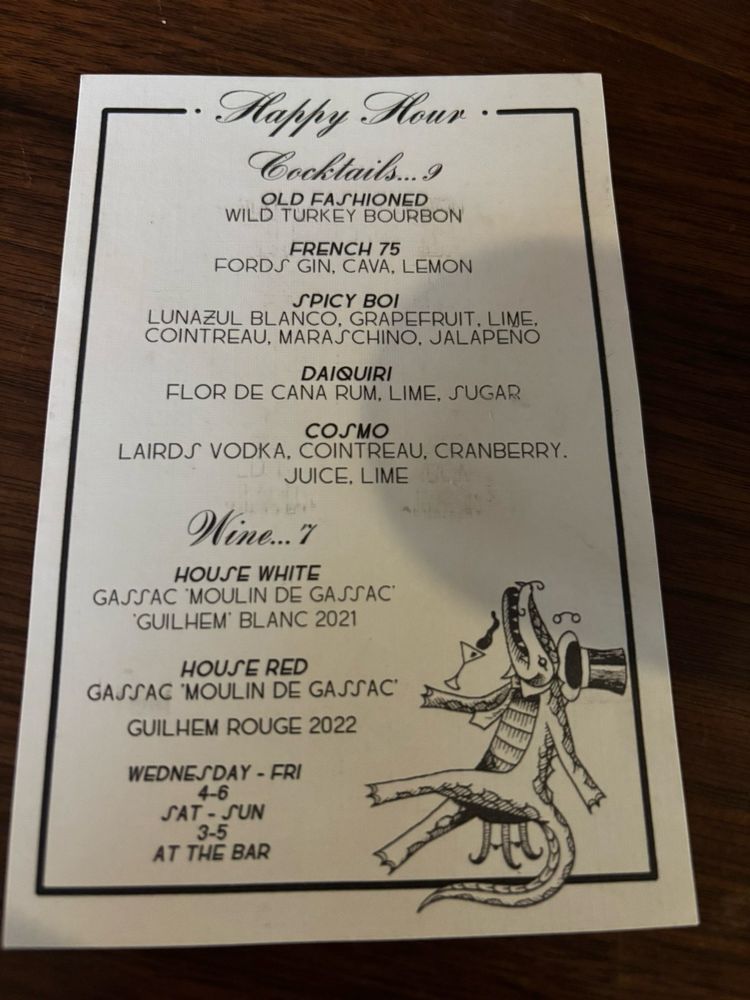 Happy Hour
Cocktails... 9
OLD FASHIONED
WILD TURKEY BOURBON
FRENCH 75
FORDS GIN, CAVA, LEMON
SPICY BOI
LUNAZUL BLANCO, GRAPEFRUIT, LIME,
COINTREAU, MARASCHINO, JALAPEÑO
DAIQUIRI
FLOR DE CANA RUM, LIME, SUGAR
COSMO
LAIRDS VODKA, COINTREAU, CRANBERRY.
JUICE, LIME
Wine... 7
HOUSE WHITE
GASSAC 'MOULIN DE GASSAC'
'GUILHEM' BLANC 2021
HOUSE RED
GASSAC 'MOULIN DE GASSAC'
GUILHEM ROUGE 2022
WEDNESDAY - FRI
4-6
SAT - SUN
3-5
AT THE BAR